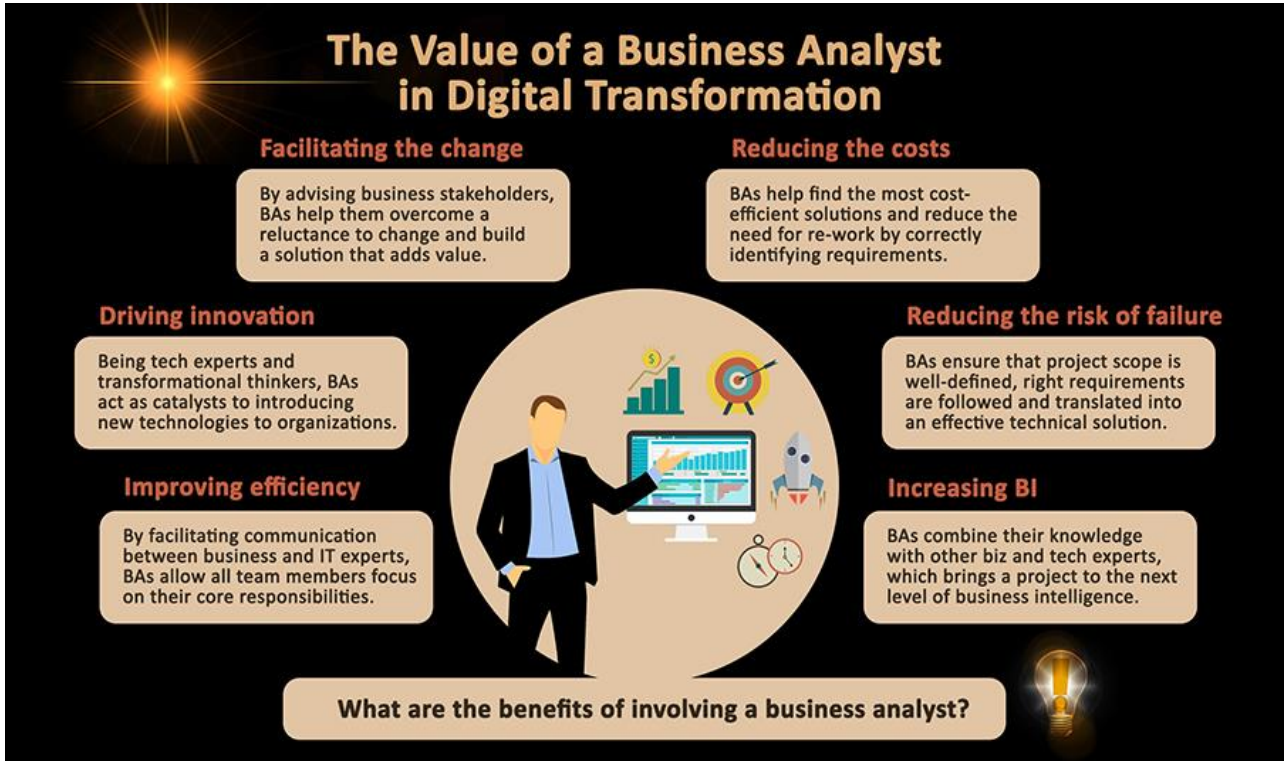 The Value of a Business Analyst
in Digital Transformation
Facilitating the change
By advising business stakeholders,
BAs help them overcome a
reluctance to change and build
a solution that adds value.
Reducing the costs
BAs help find the most cost-
efficient solutions and reduce the
need for re-work by correctly
identifying requirements.
Driving innovation
Being tech experts and
transformational thinkers, BAs
act as catalysts to introducing
new technologies to organizations.
Reducing the risk of failure
BAs ensure that project scope is
well-defined, right requirements
are followed and translated into
an effective technical solution.
Improving efficiency
By facilitating communication
between business and IT experts,
BAs allow all team members focus
on their core responsibilities.
Increasing BI
BAs combine their knowledge
with other biz and tech experts,
which brings a project to the next
level of business intelligence.
$
What are the benefits of involving a business analyst?